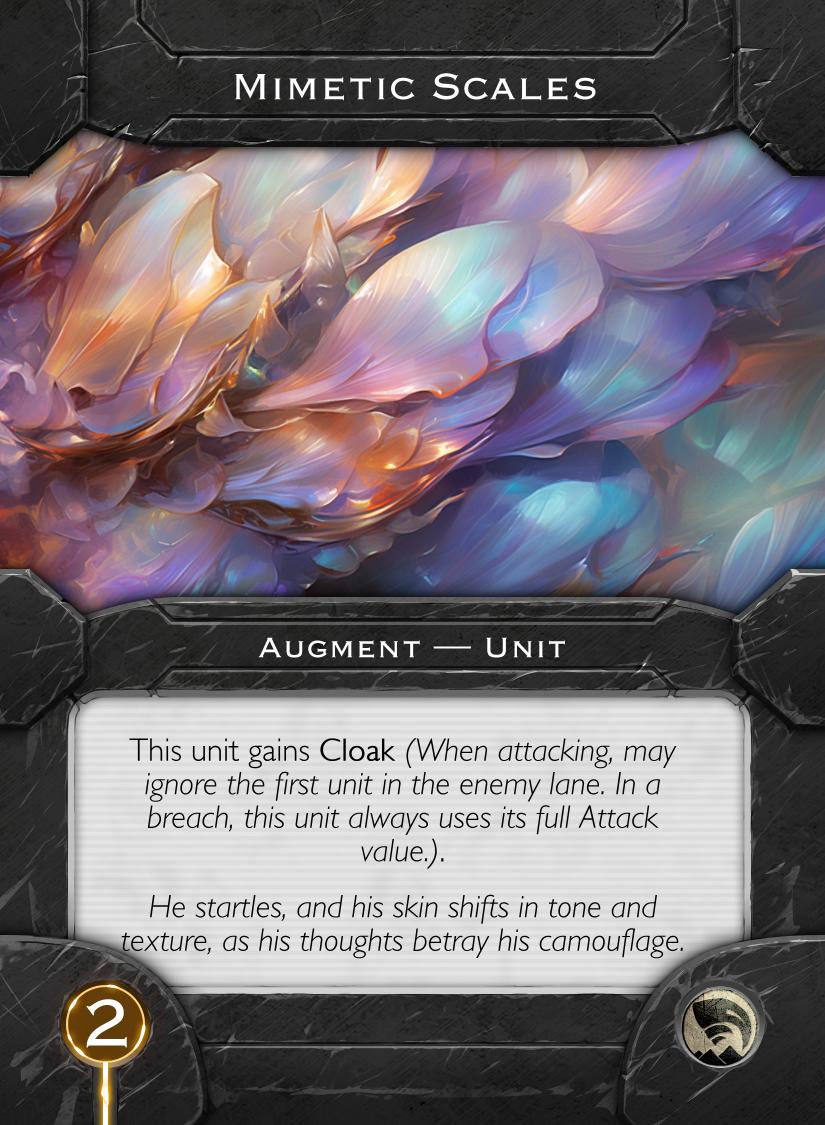 Mimetic Scales
Augment — Unit
This unit gains Cloak (When attacking, may
ignore the first unit in the enemy lane. In a
breach, this unit always uses its full Attack
value.).
He startles, and his skin shifts in tone and
texture, as his thoughts betray his camouflage.
2